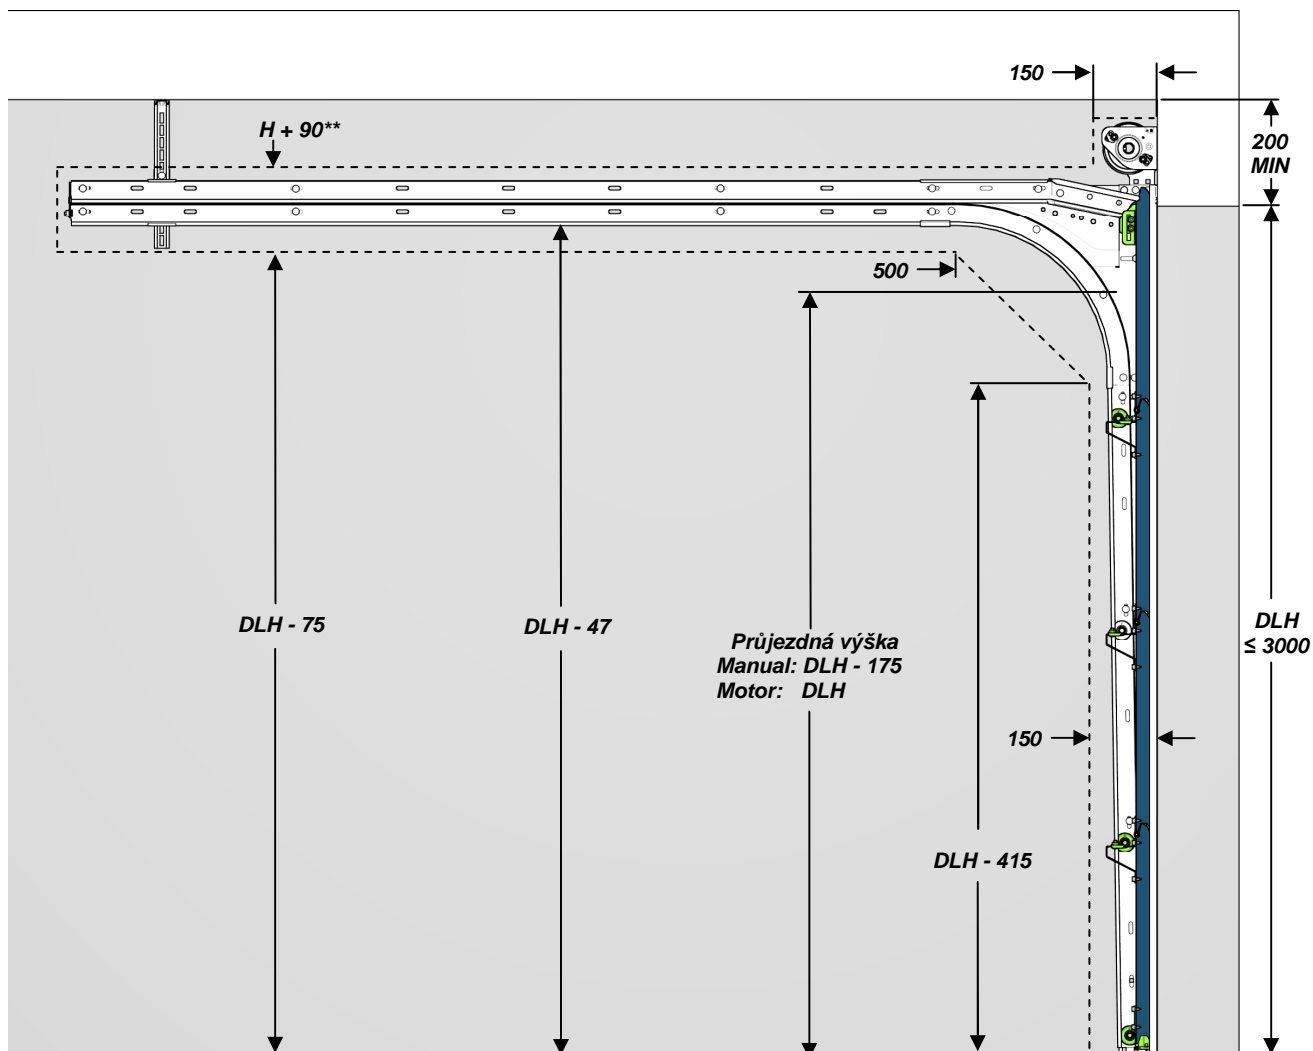 150
H + 90**
200
MIN
500
DLH - 75
DLH - 47
Průjezdná výška
Manual: DLH - 175
Motor: DLH
DLH
≤ 3000
150
DLH - 415